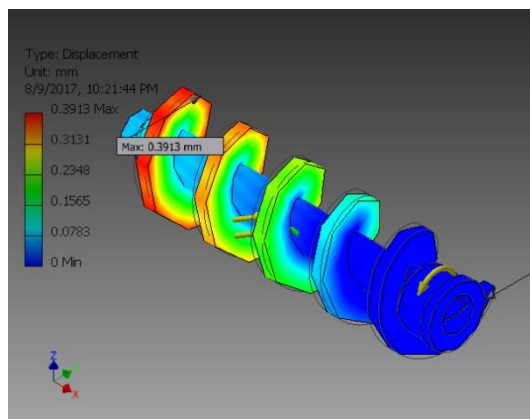 Type: Displacement
Unit: mm
8/9/2017, 10:21:44 PM
0.3913 Max
0.3131
Max: 0.3913 mm
0.2348
0.1565
0.0783
0 Min
Z
X